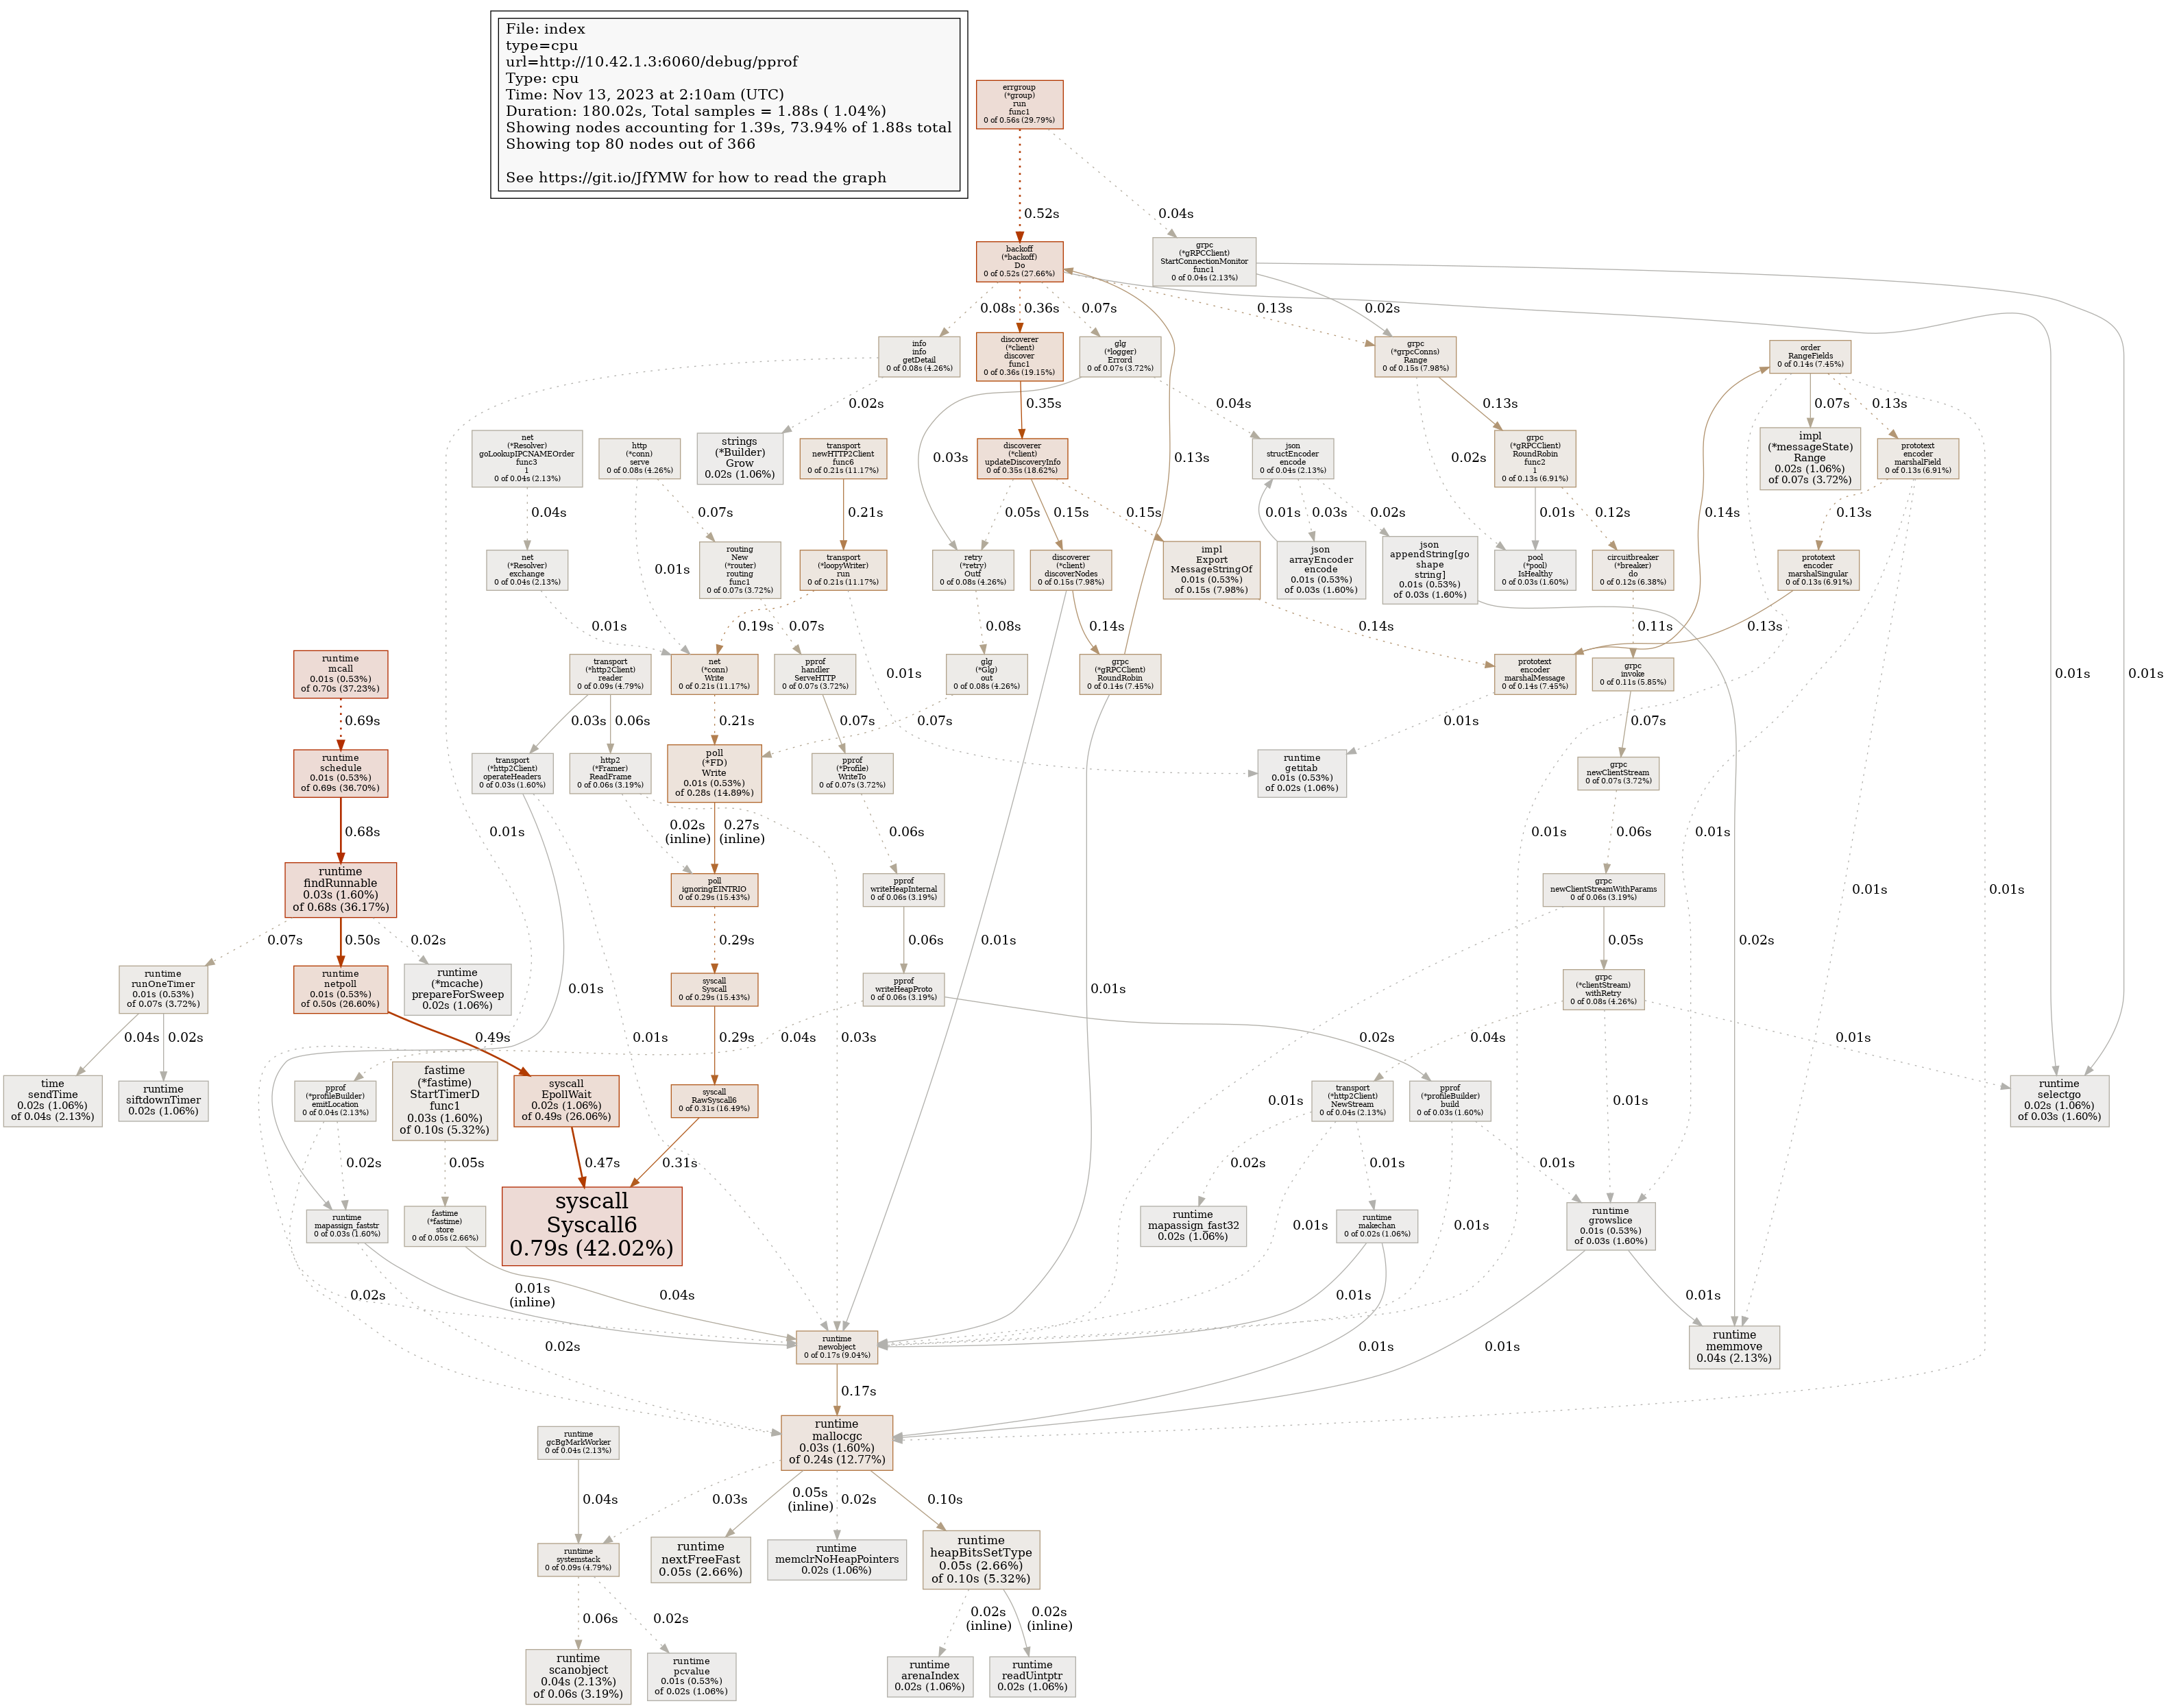 File: index
type=cpu
url=http://10.42.1.3:6060/debug/pprof
Type: cpu
Time: Nov 13, 2023 at 2:10am (UTC)
Duration: 180.02s, Total samples = 1.88s ( 1.04%)
Showing nodes accounting for 1.39s, 73.94% of 1.88s total
Showing top 80 nodes out of 366
See https://git.io/JfYMW for how to read the graph
errgroup
(*group)
run
func1
0 of 0.56s (29.79%)
0.52s
0.04s
backoff
(*backoff)
Do
0 of 0.52s (27.66%)
grpc
(*gRPCClient)
StartConnectionMonitor
func1
0 of 0.04s (2.13%)
0.08s
0.36s
0.07s
0.13s
0.02s
info
info
getDetail
0 of 0.08s (4.26%)
discoverer
(*client)
discover
func1
0 of 0.36s (19.15%)
glg
(*logger)
Errord
0 of 0.07s (3.72%)
grpc
(*grpcConns)
Range
0 of 0.15s (7.98%)
order
RangeFields
0 of 0.14s (7.45%)
0.02s
0.35s
0.04s
0.13s
0.07s
0.13s
net
(*Resolver)
goLookupIPCNAMEOrder
func3
1
0 of 0.04s (2.13%)
http
(*conn)
serve
0 of 0.08s (4.26%)
strings
(*Builder)
Grow
0.02s (1.06%)
transport
newHTTP2Client
func6
0 of 0.21s (11.17%)
discoverer
(*client)
updateDiscoveryInfo
0 of 0.35s (18.62%)
json
structEncoder
encode
0 of 0.04s (2.13%)
grpc
(*gRPCClient)
RoundRobin
func2
1
0 of 0.13s (6.91%)
impl
(*messageState)
Range
0.02s (1.06%)
of 0.07s (3.72%)
prototext
encoder
marshalField
0 of 0.13s (6.91%)
0.03s
0.13s
0.02s
0.04s
0.07s
0.21s
0.05s
0.15s
0.15s
0.01s
0.03s
0.02s
0.01s
0.12s
0.14s
0.13s
net
(*Resolver)
exchange
0 of 0.04s (2.13%)
0.01s
routing
New
(*router)
routing
func1
0 of 0.07s (3.72%)
transport
(*loopyWriter)
run
0 of 0.21s (11.17%)
retry
(*retry)
Outf
0 of 0.08s (4.26%)
discoverer
(*client)
discoverNodes
0 of 0.15s (7.98%)
impl
Export
MessageStringOf
0.01s (0.53%)
of 0.15s (7.98%)
json
arrayEncoder
encode
0.01s (0.53%)
of 0.03s (1.60%)
json
appendString[go
shape
string]
0.01s (0.53%)
of 0.03s (1.60%)
pool
(*pool)
IsHealthy
0 of 0.03s (1.60%)
circuitbreaker
(*breaker)
do
0 of 0.12s (6.38%)
prototext
encoder
marshalSingular
0 of 0.13s (6.91%)
0.01s
0.19s
0.07s
0.08s
0.14s
0.14s
0.11s
0.13s
runtime
mcall
0.01s (0.53%)
of 0.70s (37.23%)
transport
(*http2Client)
reader
0 of 0.09s (4.79%)
net
(*conn)
Write
0 of 0.21s (11.17%)
pprof
handler
ServeHTTP
0 of 0.07s (3.72%)
0.01s
glg
(*Glg)
out
0 of 0.08s (4.26%)
grpc
(*gRPCClient)
RoundRobin
0 of 0.14s (7.45%)
prototext
encoder
marshalMessage
0 of 0.14s (7.45%)
grpc
invoke
0 of 0.11s (5.85%)
0.01s
0.01s
0.69s
0.03s
0.06s
0.21s
0.07s
0.07s
0.01s
0.07s
runtime
schedule
0.01s (0.53%)
of 0.69s (36.70%)
transport
(*http2Client)
operateHeaders
0 of 0.03s (1.60%)
http2
(*Framer)
ReadFrame
0 of 0.06s (3.19%)
poll
(*FD)
Write
0.01s (0.53%)
of 0.28s (14.89%)
pprof
(*Profile)
WriteTo
0 of 0.07s (3.72%)
runtime
getitab
0.01s (0.53%)
of 0.02s (1.06%)
grpc
newClientStream
0 of 0.07s (3.72%)
0.68s
0.01s
0.02s
(inline)
0.27s
(inline)
0.06s
0.06s
0.01s
0.01s
runtime
findRunnable
0.03s (1.60%)
of 0.68s (36.17%)
poll
ignoringEINTRIO
0 of 0.29s (15.43%)
pprof
writeHeapInternal
0 of 0.06s (3.19%)
grpc
newClientStreamWithParams
0 of 0.06s (3.19%)
0.01s
0.01s
0.07s
0.50s
0.02s
0.29s
0.06s
0.01s
0.05s
0.02s
runtime
runOneTimer
0.01s (0.53%)
of 0.07s (3.72%)
runtime
netpoll
0.01s (0.53%)
of 0.50s (26.60%)
runtime
(*mcache)
prepareForSweep
0.02s (1.06%)
0.01s
syscall
Syscall
0 of 0.29s (15.43%)
pprof
writeHeapProto
0 of 0.06s (3.19%)
0.01s
grpc
(*clientStream)
withRetry
0 of 0.08s (4.26%)
0.04s
0.02s
0.49s
0.04s
0.01s
0.29s
0.03s
0.02s
0.04s
0.01s
time
sendTime
0.02s (1.06%)
of 0.04s (2.13%)
runtime
siftdownTimer
0.02s (1.06%)
pprof
(*profileBuilder)
emitLocation
0 of 0.04s (2.13%)
fastime
(*fastime)
StartTimerD
func1
0.03s (1.60%)
of 0.10s (5.32%)
syscall
EpollWait
0.02s (1.06%)
of 0.49s (26.06%)
syscall
RawSyscall6
0 of 0.31s (16.49%)
transport
(*http2Client)
NewStream
0 of 0.04s (2.13%)
pprof
(*profileBuilder)
build
0 of 0.03s (1.60%)
runtime
selectgo
0.02s (1.06%)
of 0.03s (1.60%)
0.01s
0.01s
0.02s
0.05s
0.47s
0.31s
0.02s
0.01s
0.01s
runtime
mapassign_faststr
0 of 0.03s (1.60%)
fastime
(*fastime)
store
0 of 0.05s (2.66%)
syscall
Syscall6
0.79s (42.02%)
runtime
mapassign_fast32
0.02s (1.06%)
0.01s
runtime
makechan
0 of 0.02s (1.06%)
0.01s
runtime
growslice
0.01s (0.53%)
of 0.03s (1.60%)
0.02s
0.01s
(inline)
0.04s
0.01s
0.01s
0.02s
runtime
newobject
0 of 0.17s (9.04%)
0.01s
0.01s
runtime
memmove
0.04s (2.13%)
0.17s
runtime
gcBgMarkWorker
0 of 0.04s (2.13%)
runtime
mallocgc
0.03s (1.60%)
of 0.24s (12.77%)
0.04s
0.03s
0.05s
(inline)
0.02s
0.10s
runtime
systemstack
0 of 0.09s (4.79%)
runtime
nextFreeFast
0.05s (2.66%)
runtime
memclrNoHeapPointers
0.02s (1.06%)
runtime
heapBitsSetType
0.05s (2.66%)
of 0.10s (5.32%)
0.06s
0.02s
0.02s
(inline)
0.02s
(inline)
runtime
scanobject
0.04s (2.13%)
of 0.06s (3.19%)
runtime
pcvalue
0.01s (0.53%)
of 0.02s (1.06%)
runtime
arenaIndex
0.02s (1.06%)
runtime
readUintptr
0.02s (1.06%)